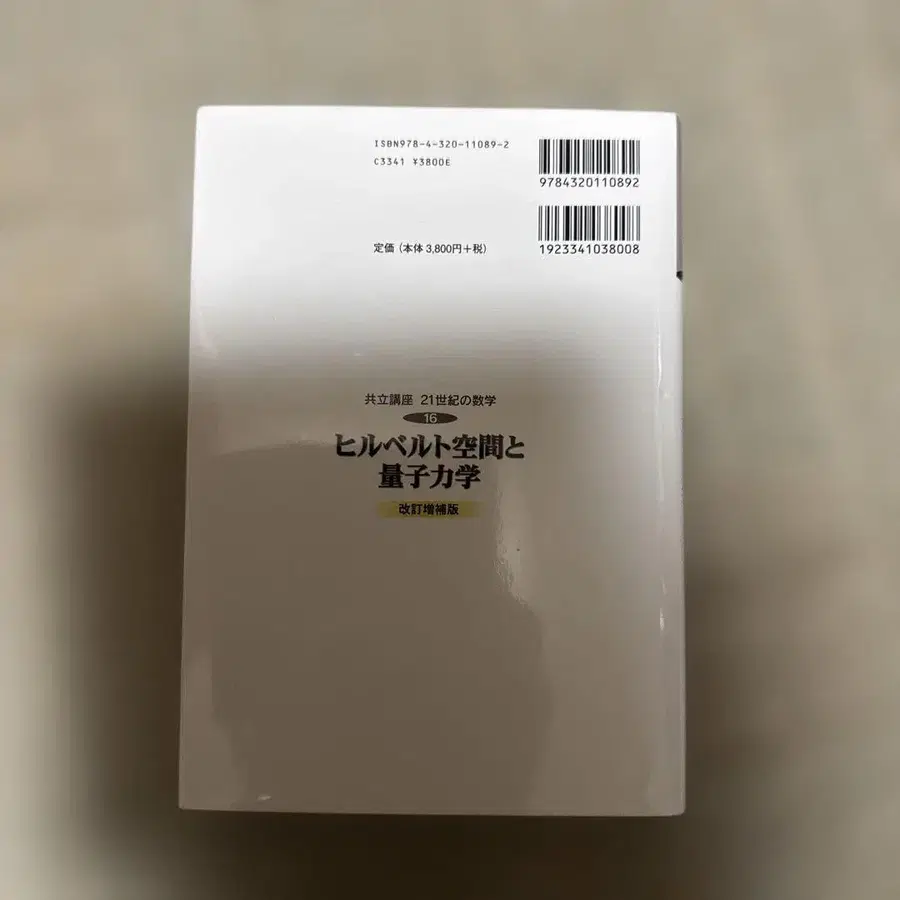 ISBN978-4-320-11089-2
C3341 ¥3800E
9784320110892
定価（本体 3,800円＋税）
1923341038008
共立講座 21世紀の数学
16
ヒルベルト空間と
量子力学
改訂増補版